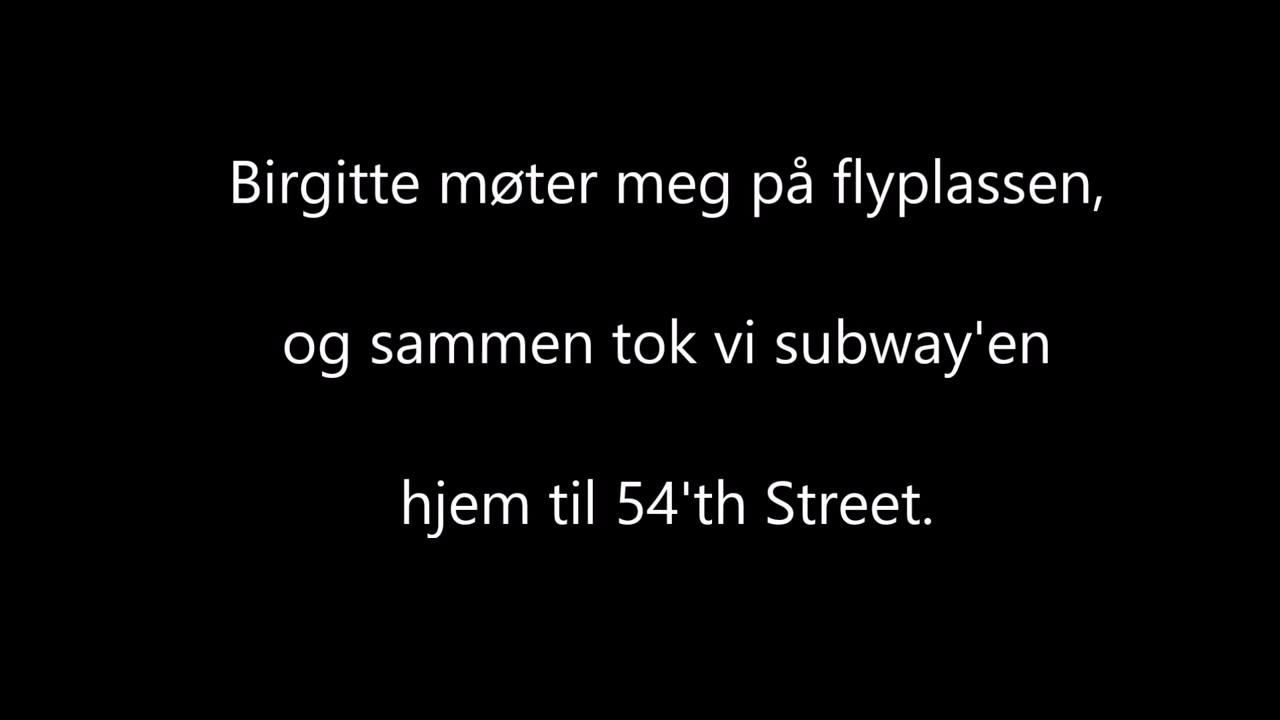 Birgitte møter meg på flyplassen,
og sammen tok vi subway'en
hjem til 54'th Street.